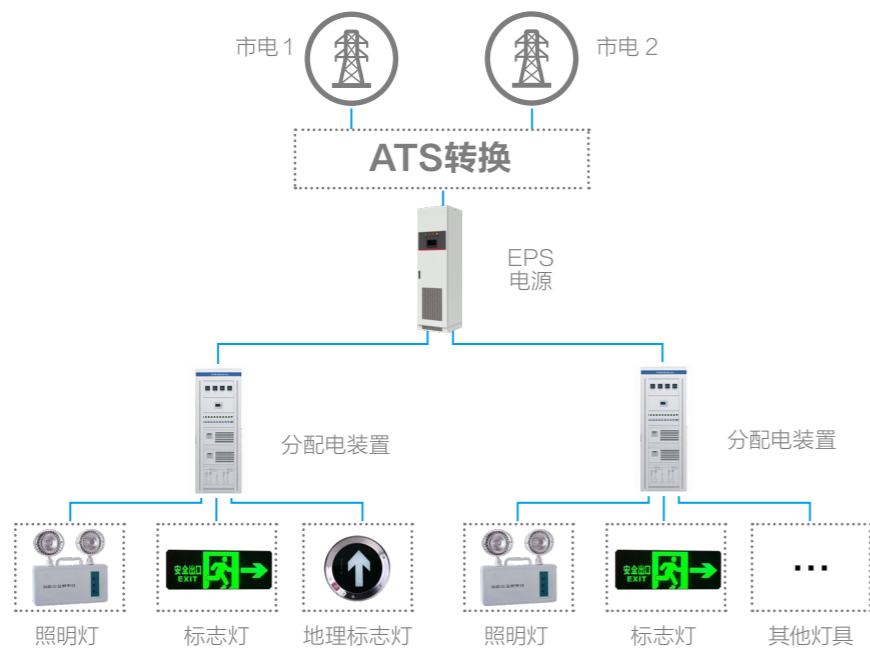 市电 1
市电 2
ATS转换
EPS
电源
分配电装置
分配电装置
安全出口
EXIT
安全出口
EXIT
...
照明灯
标志灯
地理标志灯
照明灯
标志灯
其他灯具